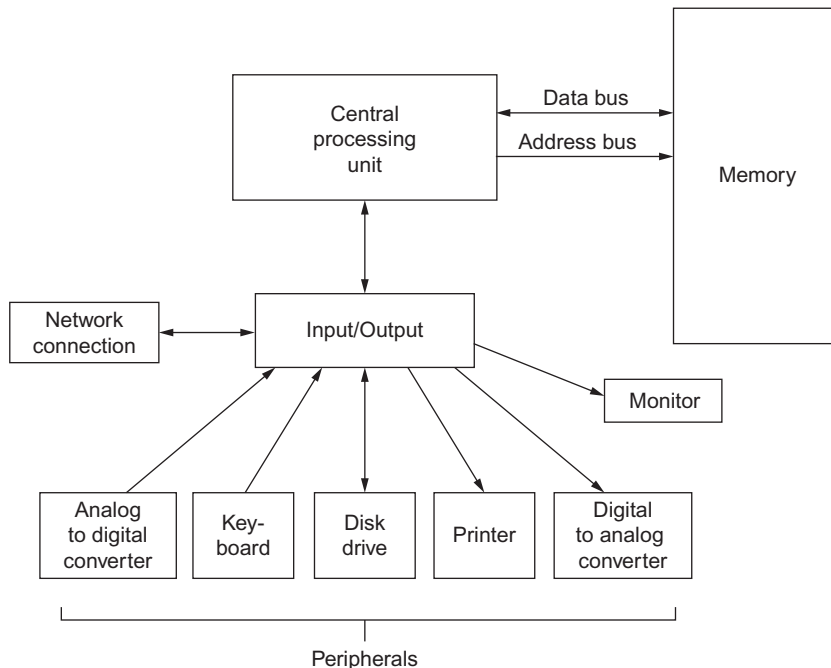 Central
processing
unit
Data bus
Address bus
Memory
Network
connection
Input/Output
Monitor
Analog
to digital
converter
Key-
board
Disk
drive
Printer
Digital
to analog
converter
Peripherals